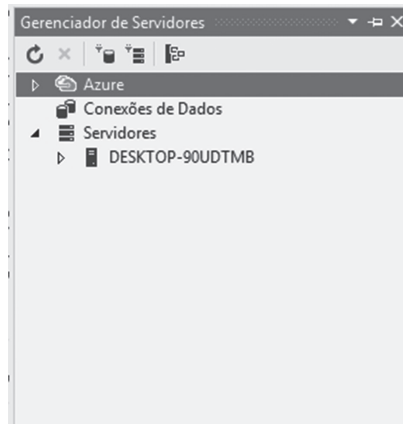 Gerenciador de Servidores
Azure
Conexões de Dados
Servidores
DESKTOP-90UDTMB